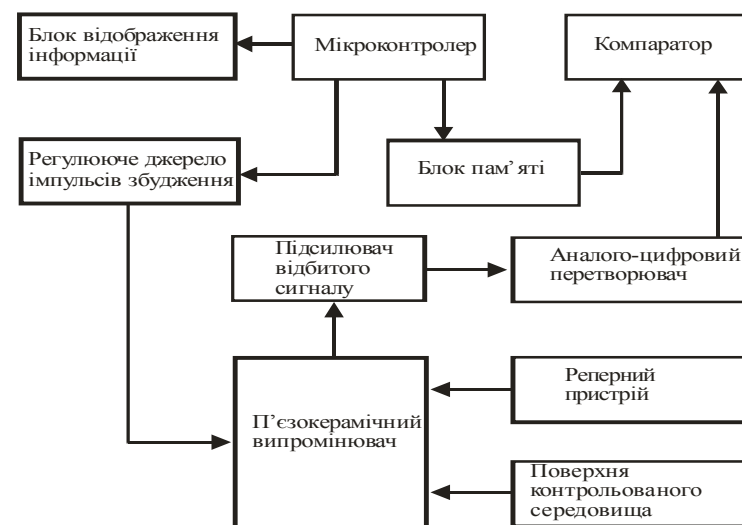 Блок відображення
інформації
Мікроконтролер
Компаратор
Регулююче джерело
імпульсів збудження
Блок пам’яті
Підсилювач
відбитого
сигналу
Аналого-цифровий
перетворювач
П’єзокерамічний
випромінювач
Реперний
пристрій
Поверхня
контрольованого
середовища